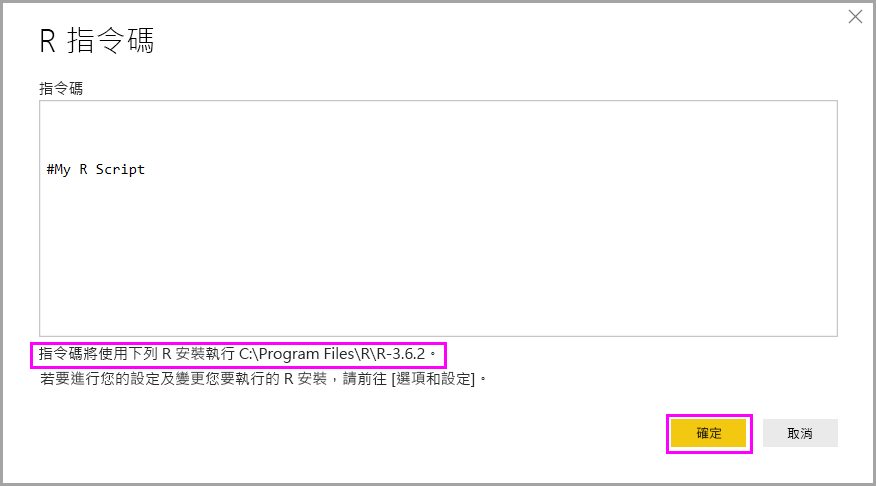 R 指令碼
指令碼
#My R Script
指令碼將使用下列 R 安裝執行 C:\Program Files\R\R-3.6.2。
若要進行您的設定及變更您要執行的 R 安裝，請前往 [選項和設定]。
確定
取消